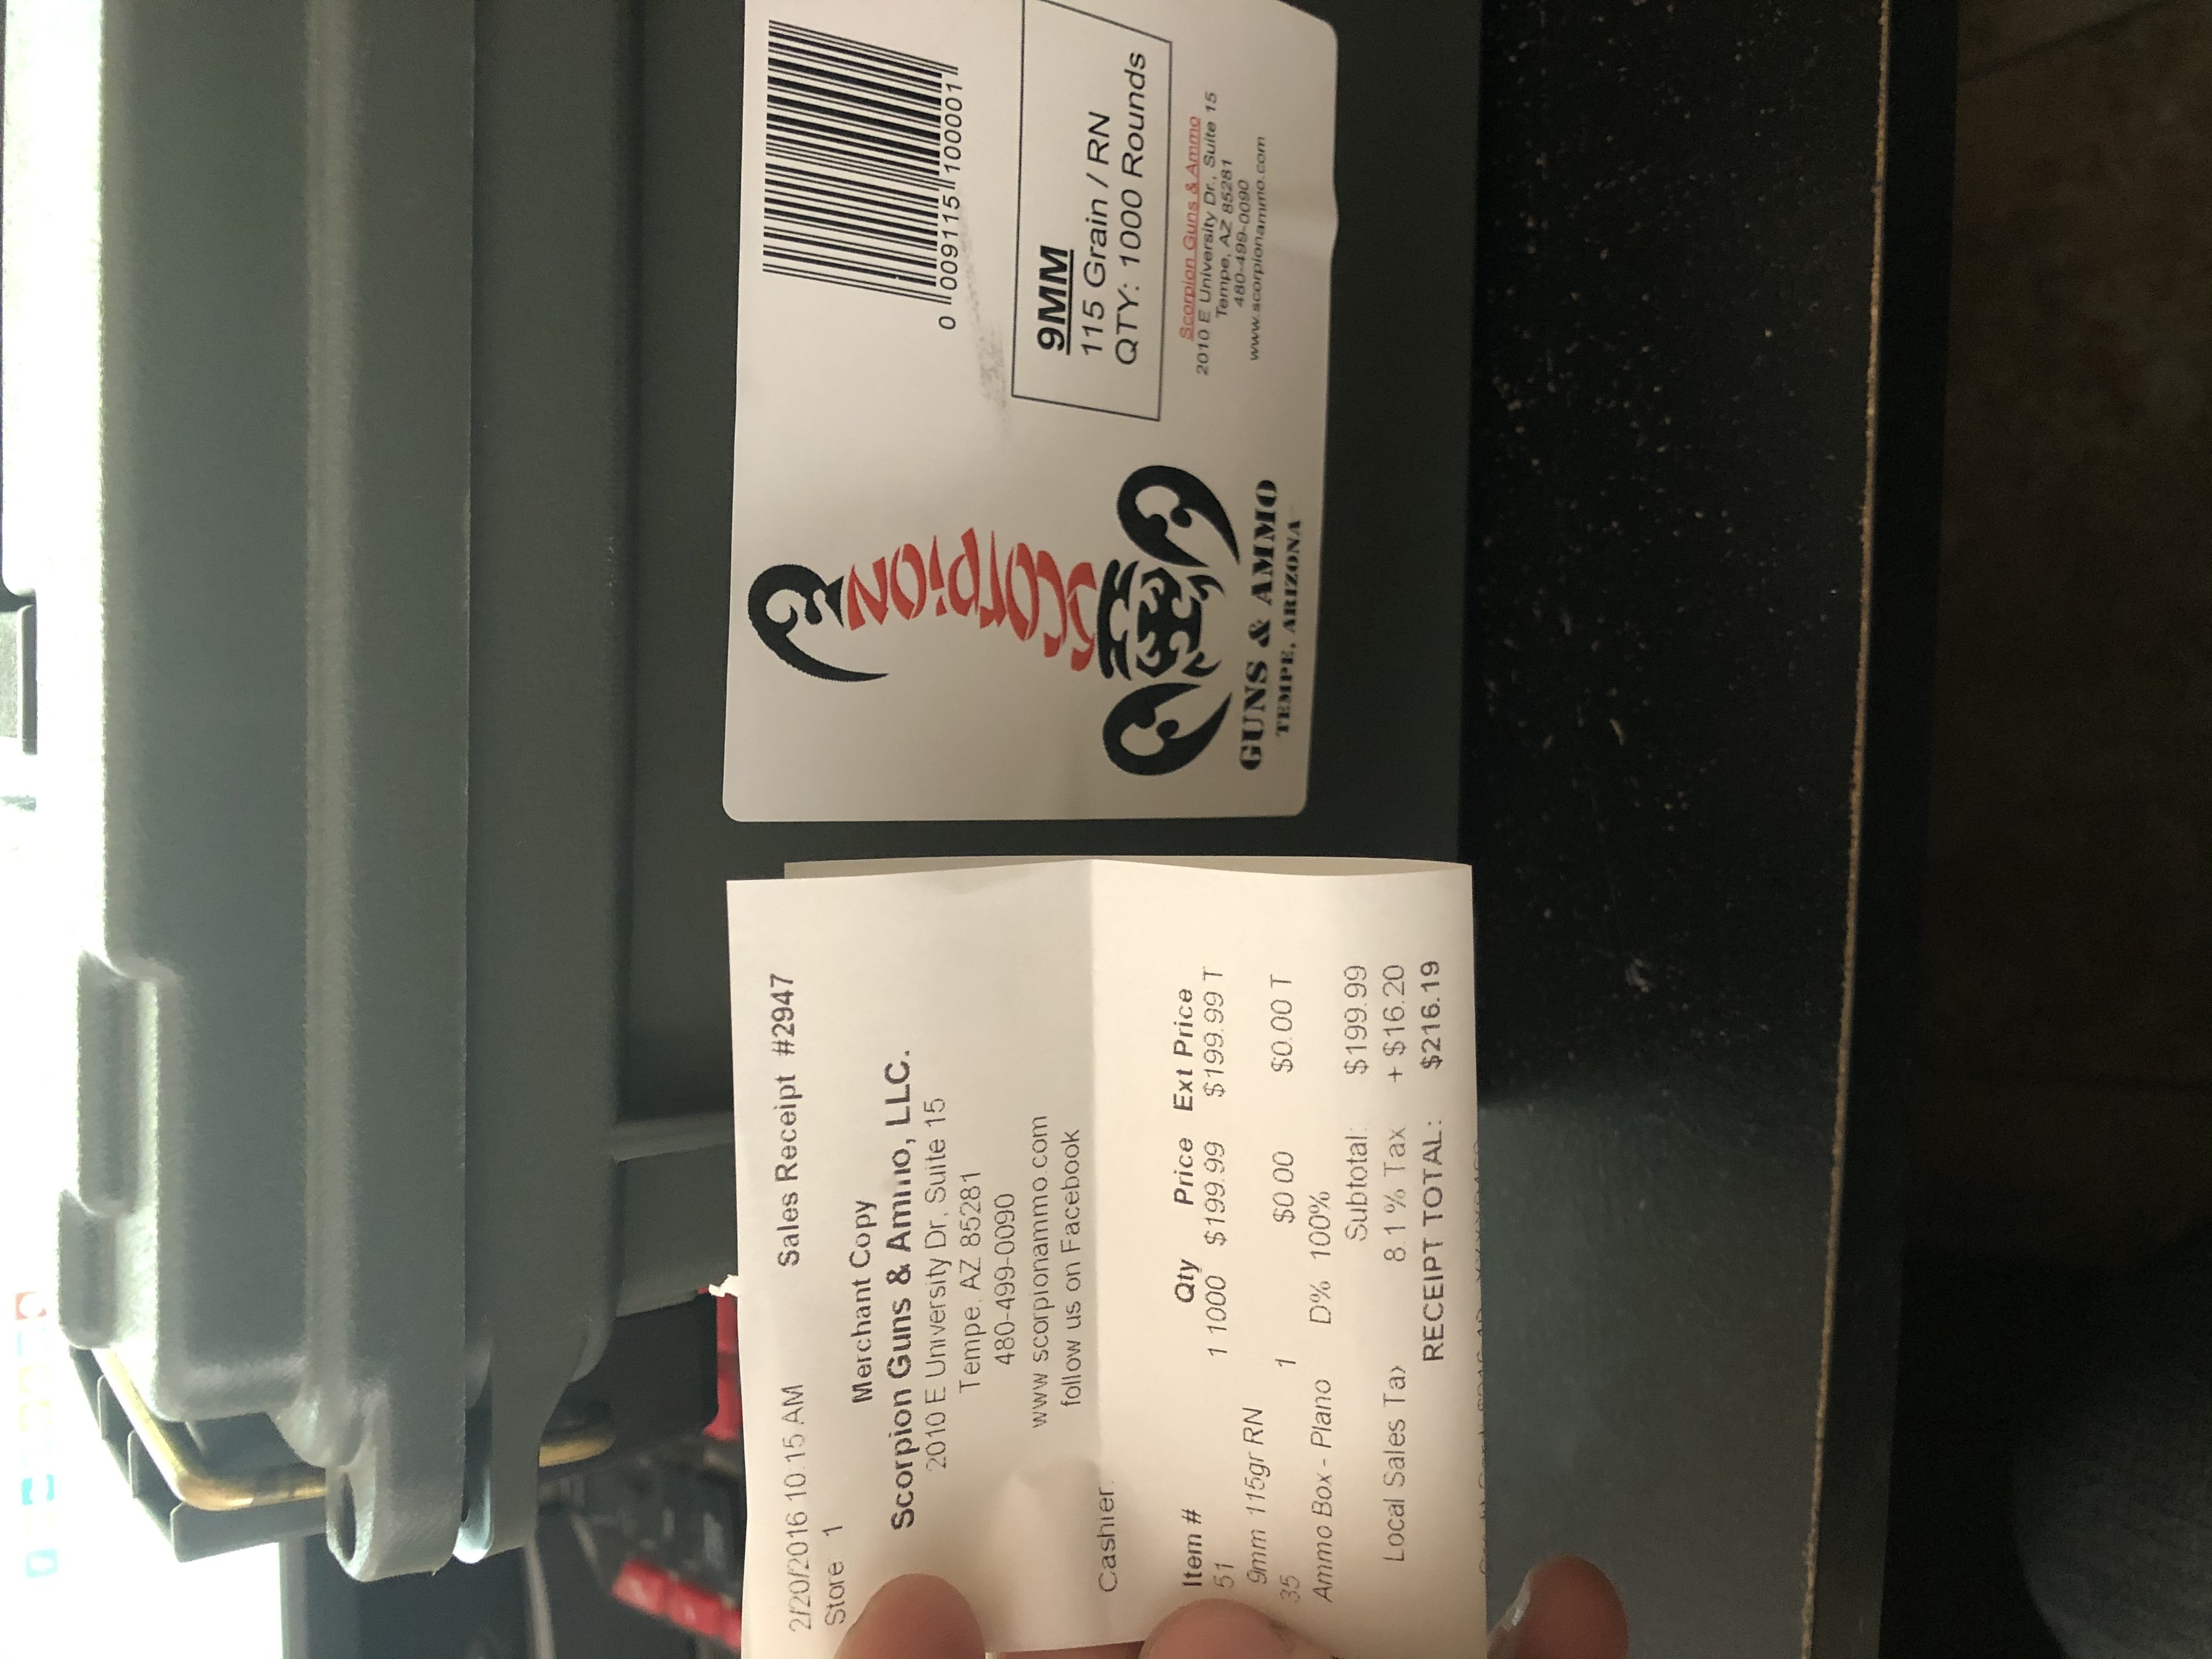 2/20/2016 10:15 AM Sales Receipt #2947
Store 1
Merchant Copy
Scorpion Guns & Ammo, LLC.
2010 E University Dr, Suite 15
Tempe, AZ 85281
480-499-0090
www scorpionammo.com
follow us on Facebook
Cashier
Item # Qty Price Ext Price
51 1 1000 $199.99 $199.99 T
9mm 115gr RN
35 1 $0 00 $0.00 T
Ammo Box - Plano D% 100%
Subtotal: $199.99
Local Sales Tax 8.1 % Tax + $16.20
RECEIPT TOTAL: $216.19
0 009115 100001
9MM
115 Grain / RN
QTY: 1000 Rounds
Scorpion Guns & Ammo
2010 E University Dr., Suite 15
Tempe, AZ 85281
480-499-0090
www.scorpionammo.com
Scorpion
GUNS & AMMO
TEMPE, ARIZONA